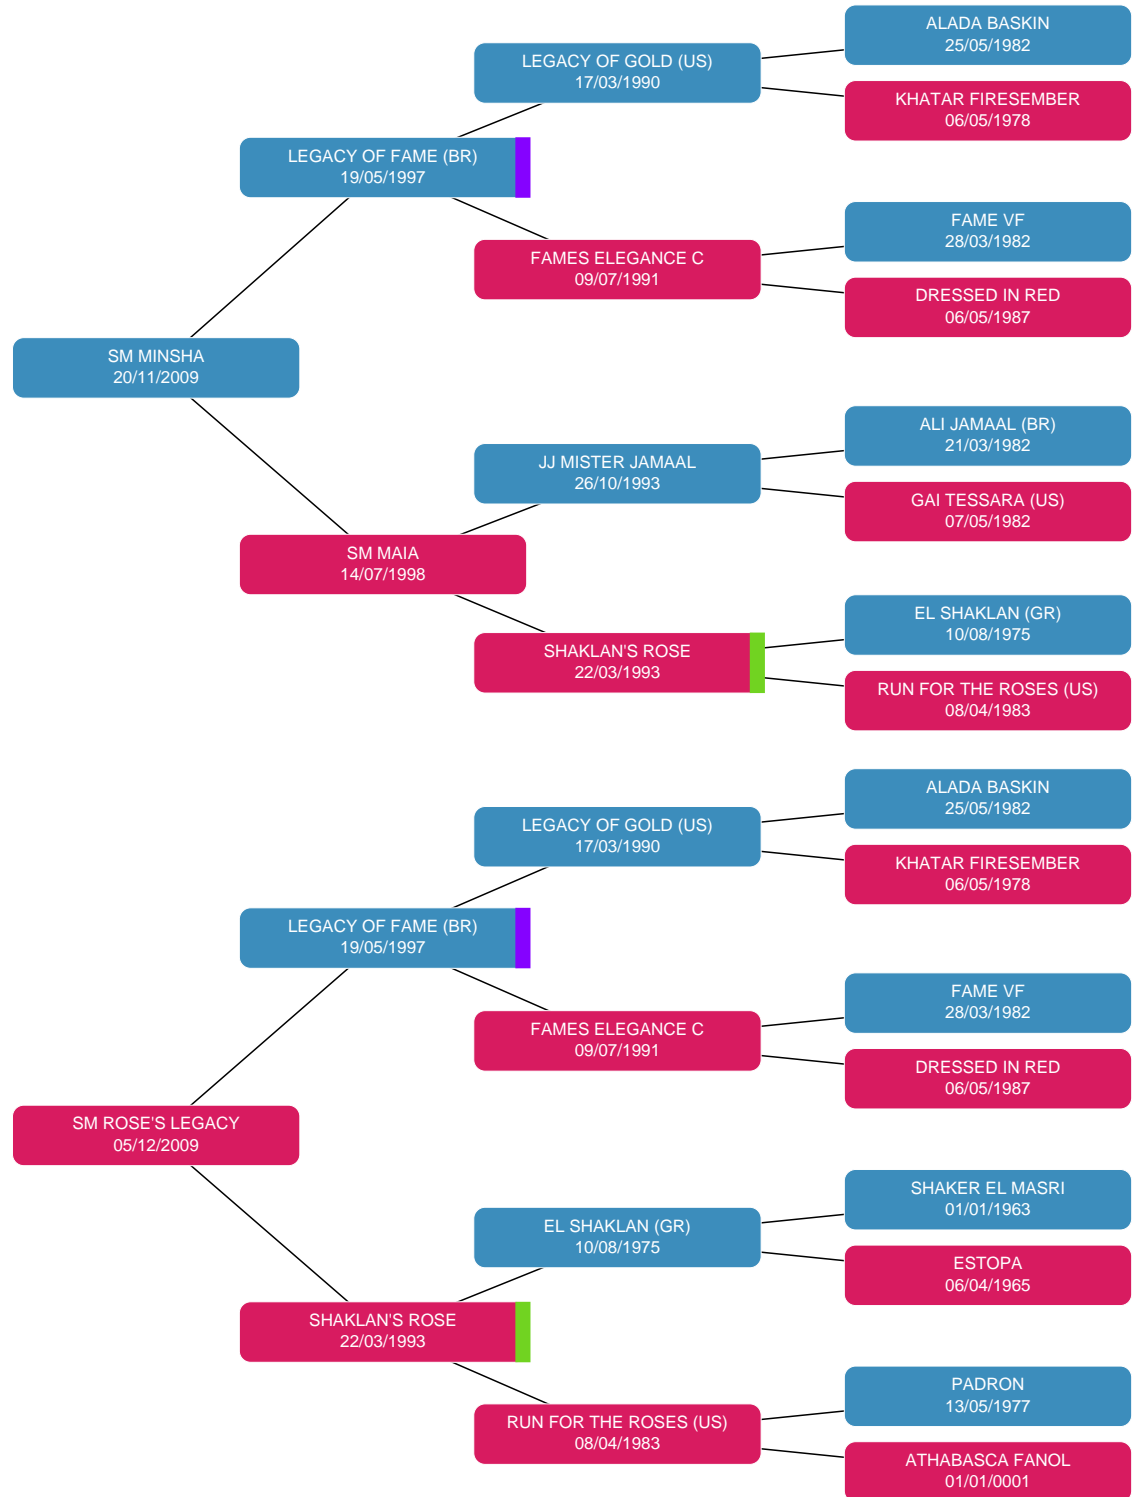 ALADA BASKIN
25/05/1982
LEGACY OF GOLD (US)
17/03/1990
KHATAR FIRESEMBER
06/05/1978
LEGACY OF FAME (BR)
19/05/1997
FAME VF
28/03/1982
FAMES ELEGANCE C
09/07/1991
DRESSED IN RED
06/05/1987
SM MINSHA
20/11/2009
ALI JAMAAL (BR)
21/03/1982
JJ MISTER JAMAAL
26/10/1993
GAI TESSARA (US)
07/05/1982
SM MAIA
14/07/1998
EL SHAKLAN (GR)
10/08/1975
SHAKLAN'S ROSE
22/03/1993
RUN FOR THE ROSES (US)
08/04/1983
ALADA BASKIN
25/05/1982
LEGACY OF GOLD (US)
17/03/1990
KHATAR FIRESEMBER
06/05/1978
LEGACY OF FAME (BR)
19/05/1997
FAME VF
28/03/1982
FAMES ELEGANCE C
09/07/1991
DRESSED IN RED
06/05/1987
SM ROSE'S LEGACY
05/12/2009
SHAKER EL MASRI
01/01/1963
EL SHAKLAN (GR)
10/08/1975
ESTOPA
06/04/1965
SHAKLAN'S ROSE
22/03/1993
PADRON
13/05/1977
RUN FOR THE ROSES (US)
08/04/1983
ATHABASCA FANOL
01/01/0001